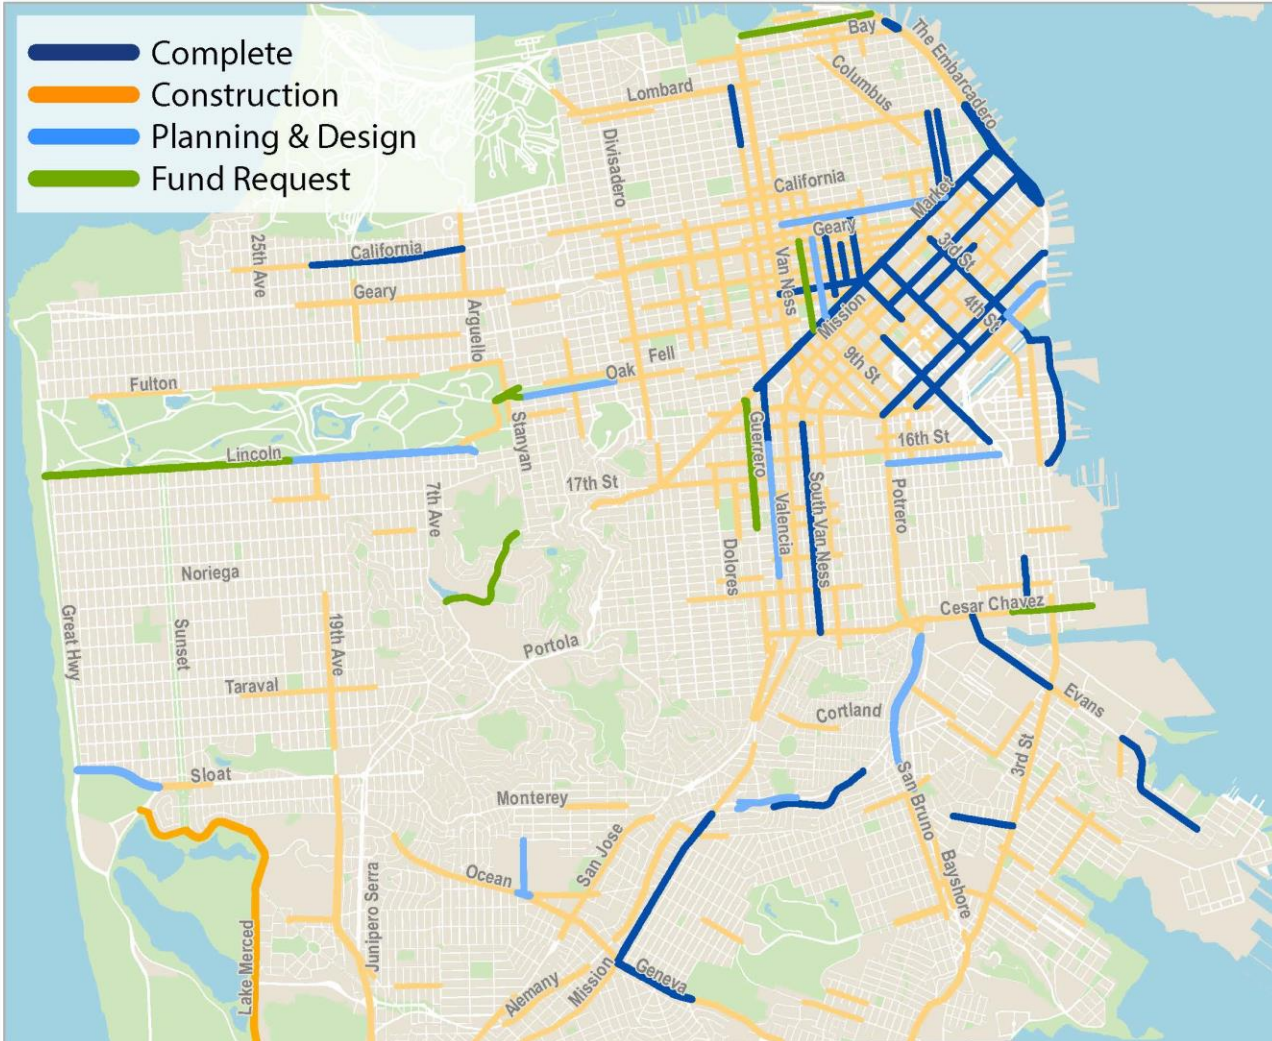 Complete
Construction
Planning & Design
Fund Request
Bay
The Embarcadero
Columbus
Lombard
Divisadero
California
Market
Geary
25th Ave
California
Van Ness
3rd St
Geary
Arguello
Mission
4th St
Fulton
Oak
Fell
9th St
Stanyan
Guerrero
16th St
Lincoln
7th Ave
17th St
Valencia
South Van Ness
Potrero
Noriega
Dolores
Great Hwy
Sunset
19th Ave
Portola
Cesar Chavez
Taraval
Cortland
Evans
3rd St
Sloat
Monterey
San Bruno
San Jose
Ocean
Bayshore
Junipero Serra
Lake Merced
Alemany
Mission
Geneva